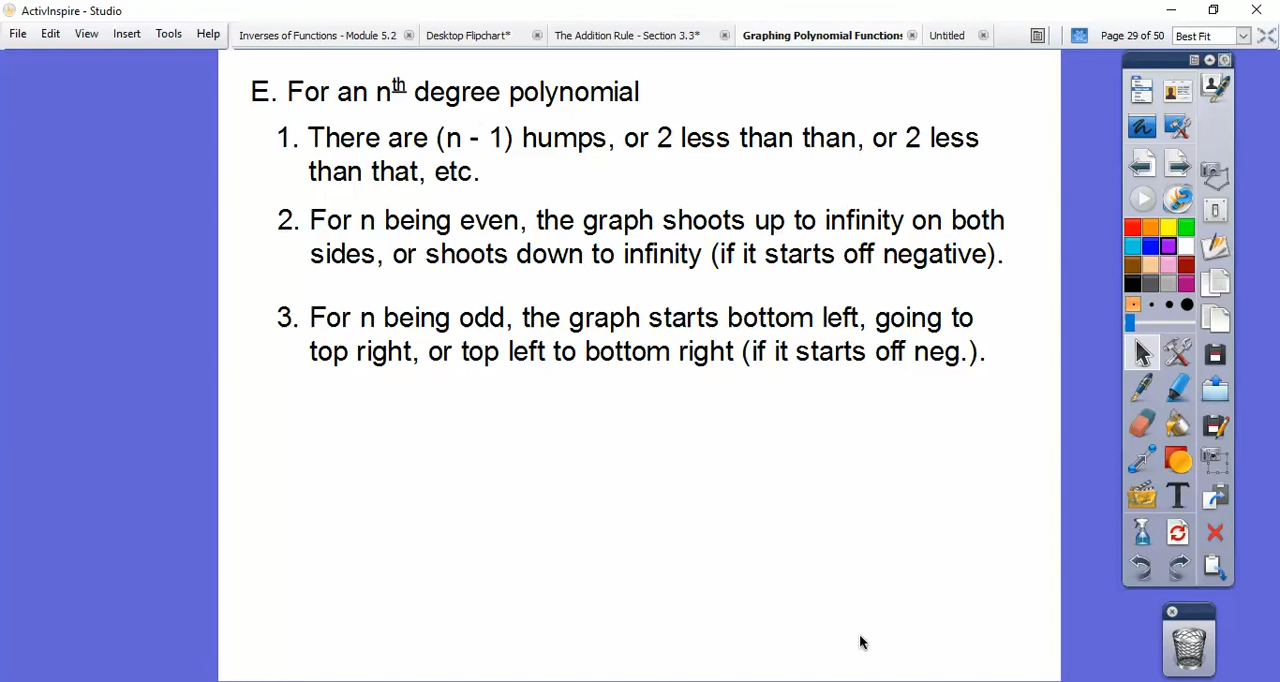 ActivInspire - Studio
File Edit View Insert Tools Help
Inverses of Functions - Module 5.2
Desktop Flipchart*
The Addition Rule - Section 3.3*
Graphing Polynomial Functions
Untitled
Page 29 of 50
Best Fit
E. For an nth degree polynomial
1. There are (n - 1) humps, or 2 less than than, or 2 less
than that, etc.
2. For n being even, the graph shoots up to infinity on both
sides, or shoots down to infinity (if it starts off negative).
3. For n being odd, the graph starts bottom left, going to
top right, or top left to bottom right (if it starts off neg.).